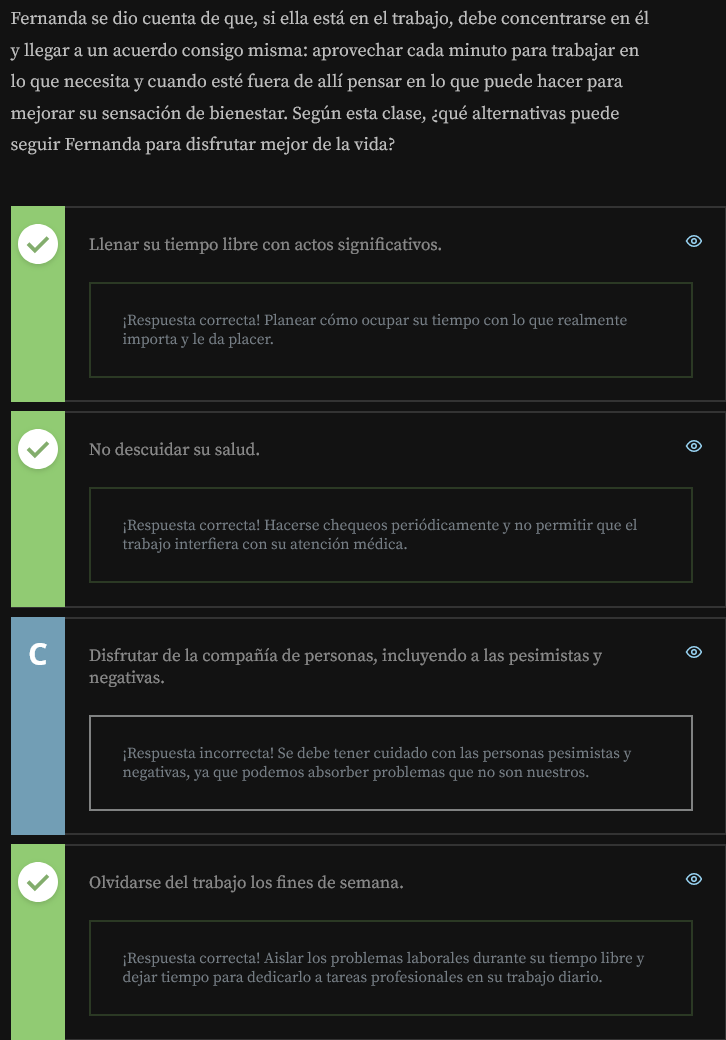 Fernanda se dio cuenta de que, si ella está en el trabajo, debe concentrarse en él
y llegar a un acuerdo consigo misma: aprovechar cada minuto para trabajar en
lo que necesita y cuando esté fuera de allí pensar en lo que puede hacer para
mejorar su sensación de bienestar. Según esta clase, ¿qué alternativas puede
seguir Fernanda para disfrutar mejor de la vida?
Llenar su tiempo libre con actos significativos.
¡Respuesta correcta! Planear cómo ocupar su tiempo con lo que realmente
importa y le da placer.
No descuidar su salud.
¡Respuesta correcta! Hacerse chequeos periódicamente y no permitir que el
trabajo interfiera con su atención médica.
C
Disfrutar de la compañía de personas, incluyendo a las pesimistas y
negativas.
¡Respuesta incorrecta! Se debe tener cuidado con las personas pesimistas y
negativas, ya que podemos absorber problemas que no son nuestros.
Olvidarse del trabajo los fines de semana.
¡Respuesta correcta! Aislar los problemas laborales durante su tiempo libre y
dejar tiempo para dedicarlo a tareas profesionales en su trabajo diario.